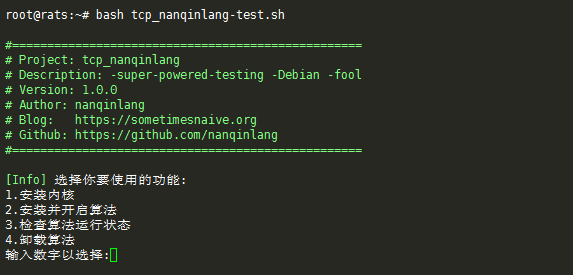 root@rats:~# bash tcp_nanqinlang-test.sh
#==================================================
# Project: tcp_nanqinlang
# Description: -super-powered-testing -Debian -fool
# Version: 1.0.0
# Author: nanqinlang
# Blog:   https://sometimesnaive.org
# Github: https://github.com/nanqinlang
#==================================================
[Info] 选择你要使用的功能:
1.安装内核
2.安装并开启算法
3.检查算法运行状态
4.卸载算法
输入数字以选择: